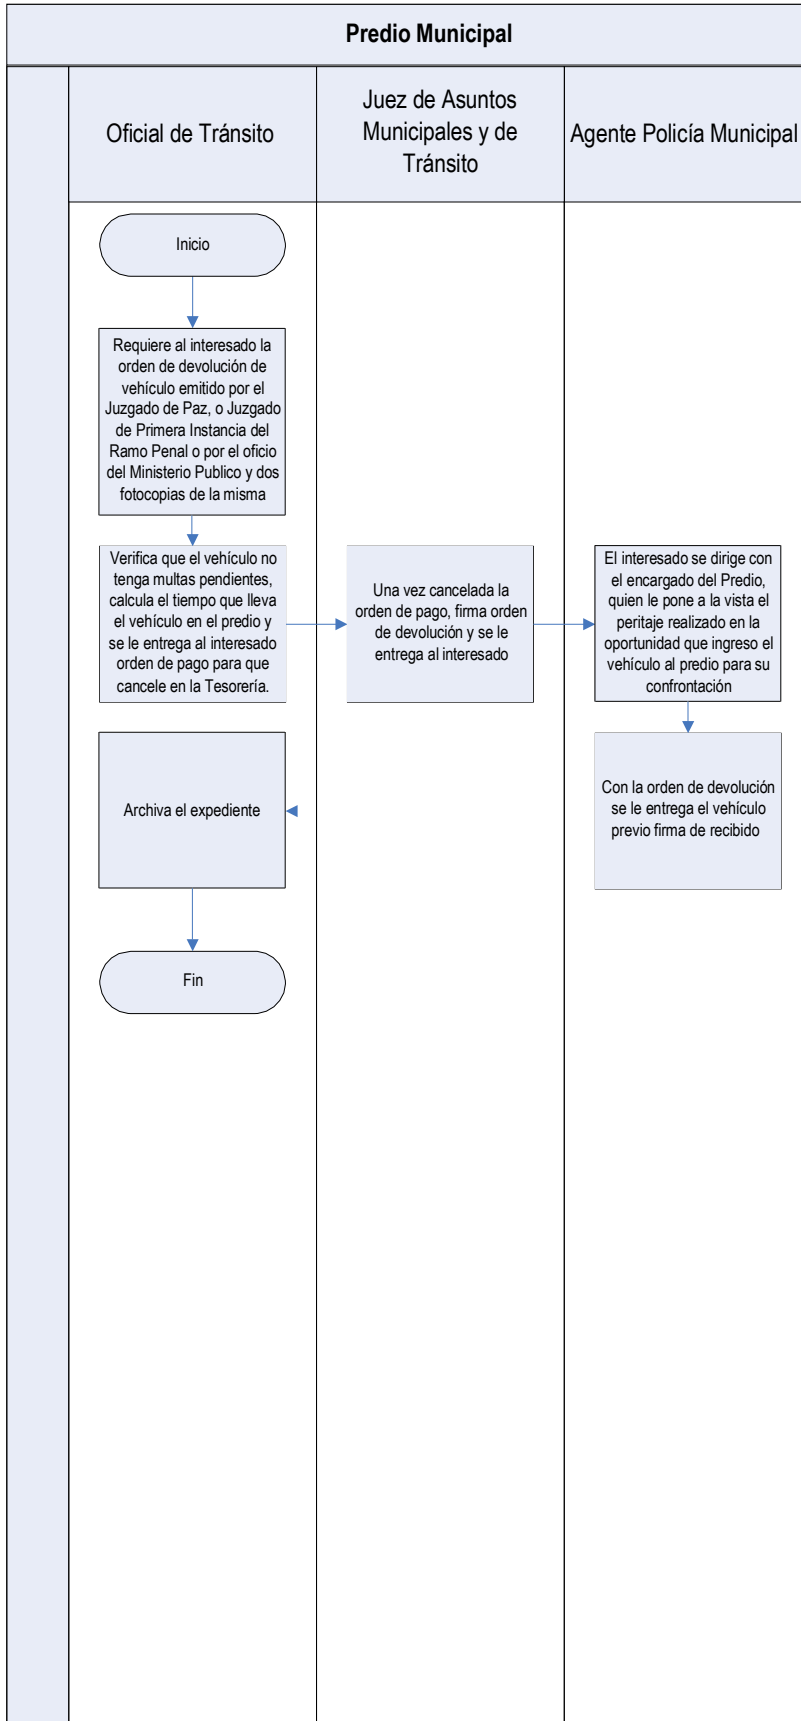 Predio Municipal
Oficial de Tránsito
Juez de Asuntos
Municipales y de
Tránsito
Agente Policía Municipal
Inicio
Requiere al interesado la
orden de devolución de
vehículo emitido por el
Juzgado de Paz, o Juzgado
de Primera Instancia del
Ramo Penal o por el oficio
del Ministerio Publico y dos
fotocopias de la misma
Verifica que el vehículo no
tenga multas pendientes,
calcula el tiempo que lleva
el vehículo en el predio y
se le entrega al interesado
orden de pago para que
cancele en la Tesorería.
Una vez cancelada la
orden de pago, firma orden
de devolución y se le
entrega al interesado
El interesado se dirige con
el encargado del Predio,
quien le pone a la vista el
peritaje realizado en la
oportunidad que ingreso el
vehículo al predio para su
confrontación
Archiva el expediente
Con la orden de devolución
se le entrega el vehículo
previo firma de recibido
Fin